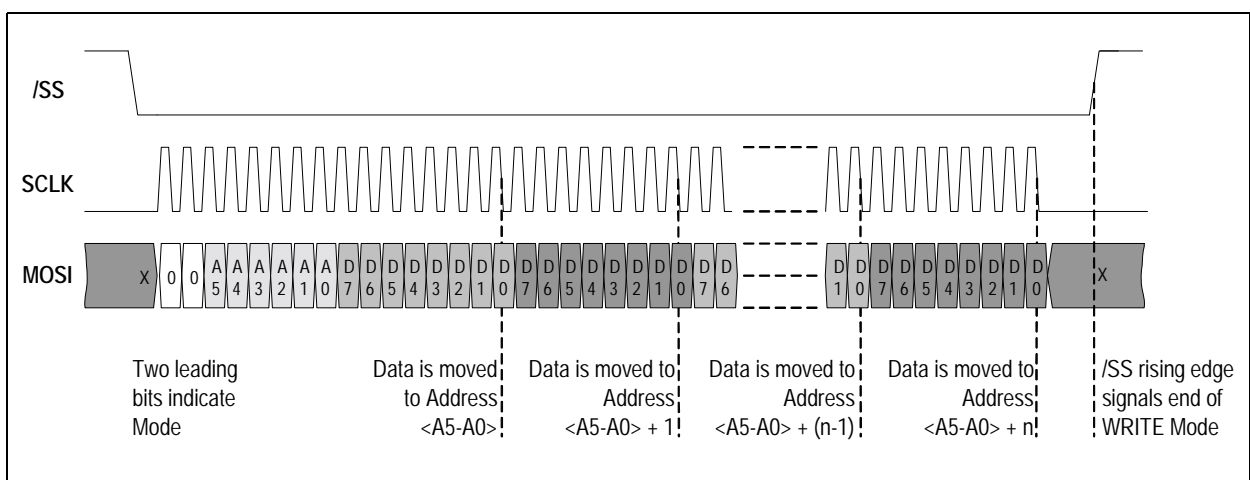 /SS
SCLK
MOSI
X 0 0 A5 A4 A3 A2 A1 A0 D7 D6 D5 D4 D3 D2 D1 D0 D7 D6 D5 D4 D3 D2 D1 D0 D7 D6 D1 D0 D7 D6 D5 D4 D3 D2 D1 D0 X
Two leading
bits indicate
Mode
Data is moved
to Address
<A5-A0>
Data is moved to
Address
<A5-A0> + 1
Data is moved to
Address
<A5-A0> + (n-1)
Data is moved to
Address
<A5-A0> + n
/SS rising edge
signals end of
WRITE Mode